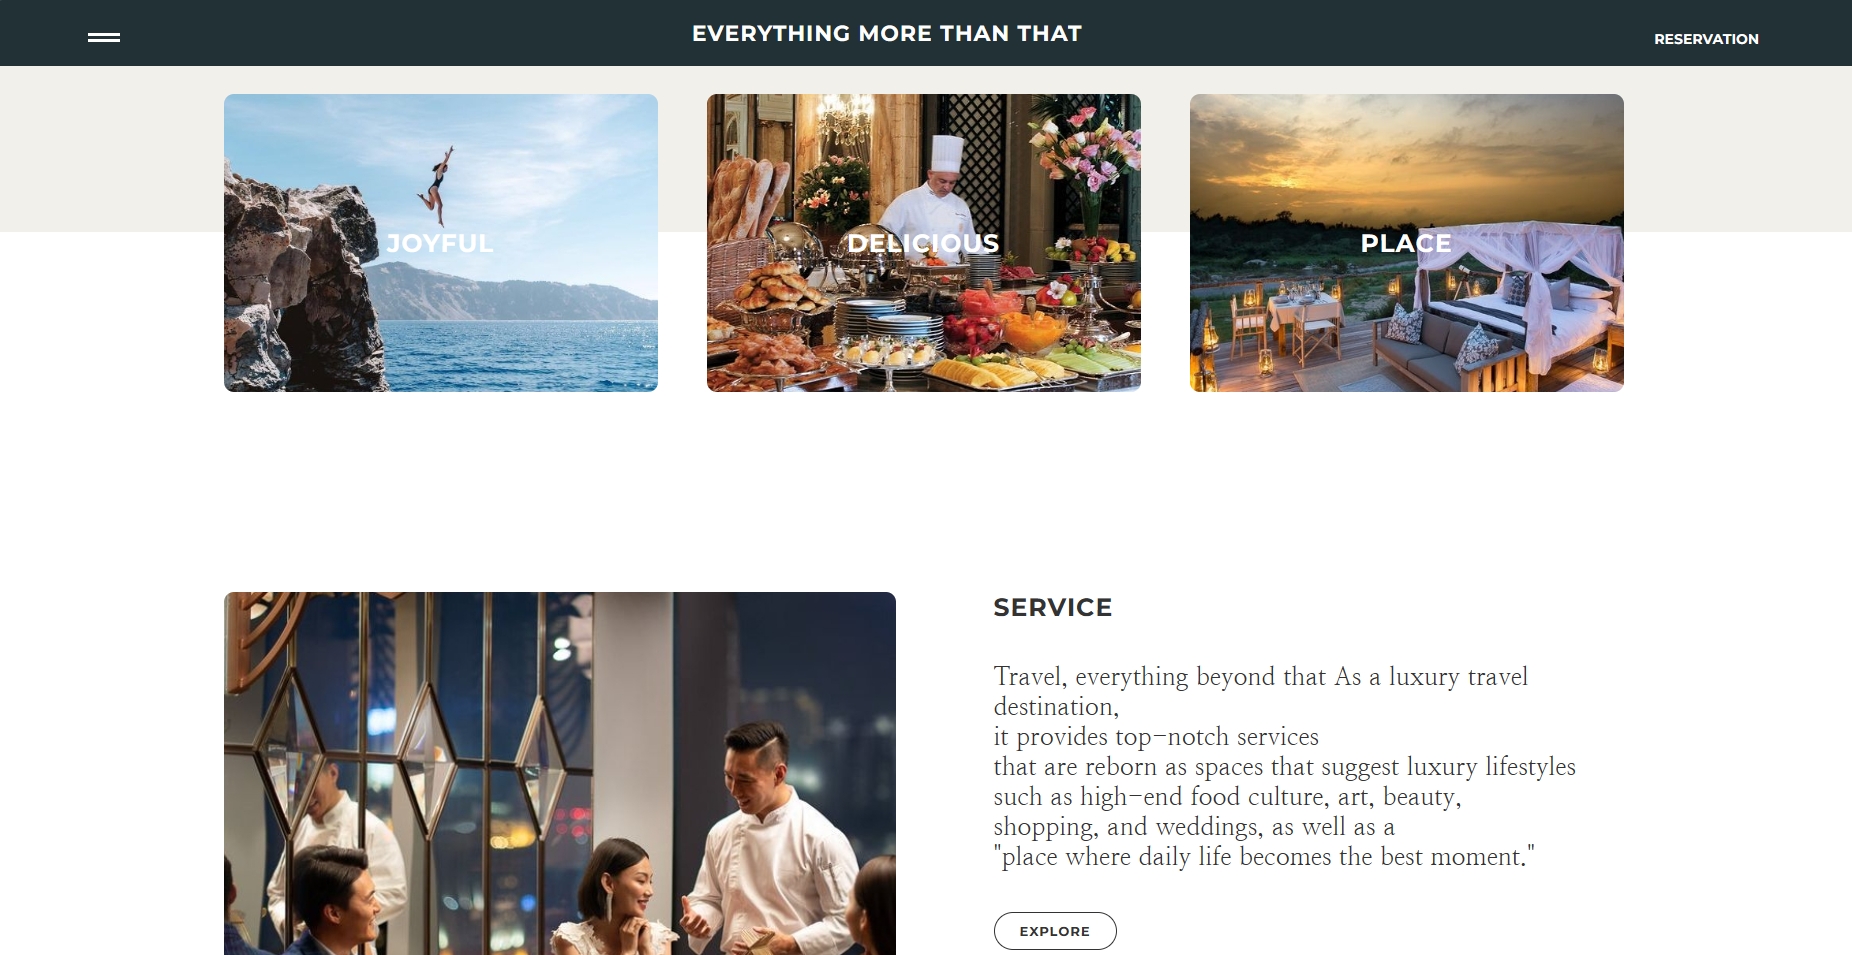 EVERYTHING MORE THAN THAT
RESERVATION
JOYFUL
DELICIOUS
PLACE
SERVICE
Travel, everything beyond that As a luxury travel
destination,
it provides top-notch services
that are reborn as spaces that suggest luxury lifestyles
such as high-end food culture, art, beauty,
shopping, and weddings, as well as a
"place where daily life becomes the best moment."
EXPLORE